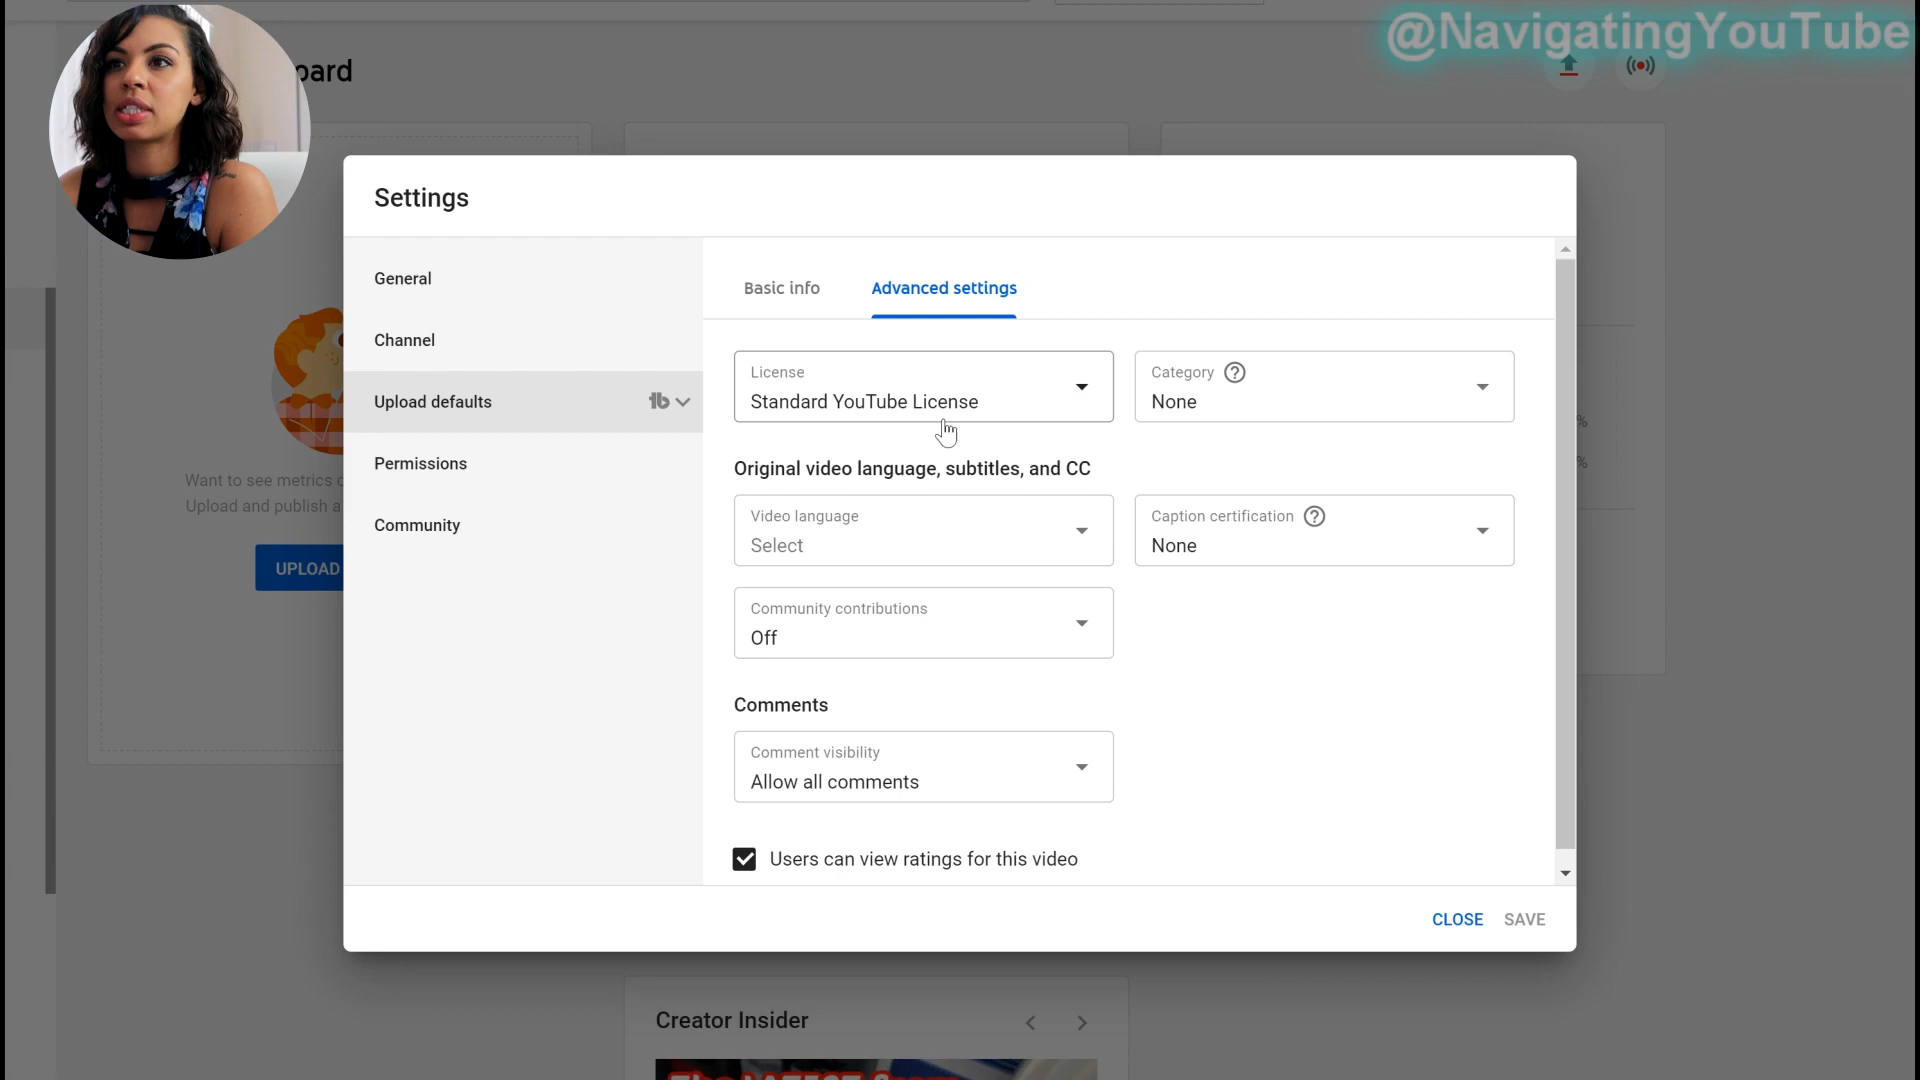 @NavigatingYouTube
board
Settings
General
Channel
Upload defaults
Permissions
Community
Basic info
Advanced settings
License
Standard YouTube License
Category
None
Original video language, subtitles, and CC
Video language
Select
Caption certification
None
Community contributions
Off
Comments
Comment visibility
Allow all comments
Users can view ratings for this video
CLOSE
SAVE
Want to see metrics
Upload and publish a
UPLOAD
%
%
Creator Insider